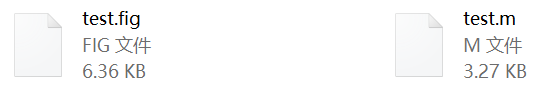 test.fig
FIG 文件
6.36 KB
test.m
M 文件
3.27 KB